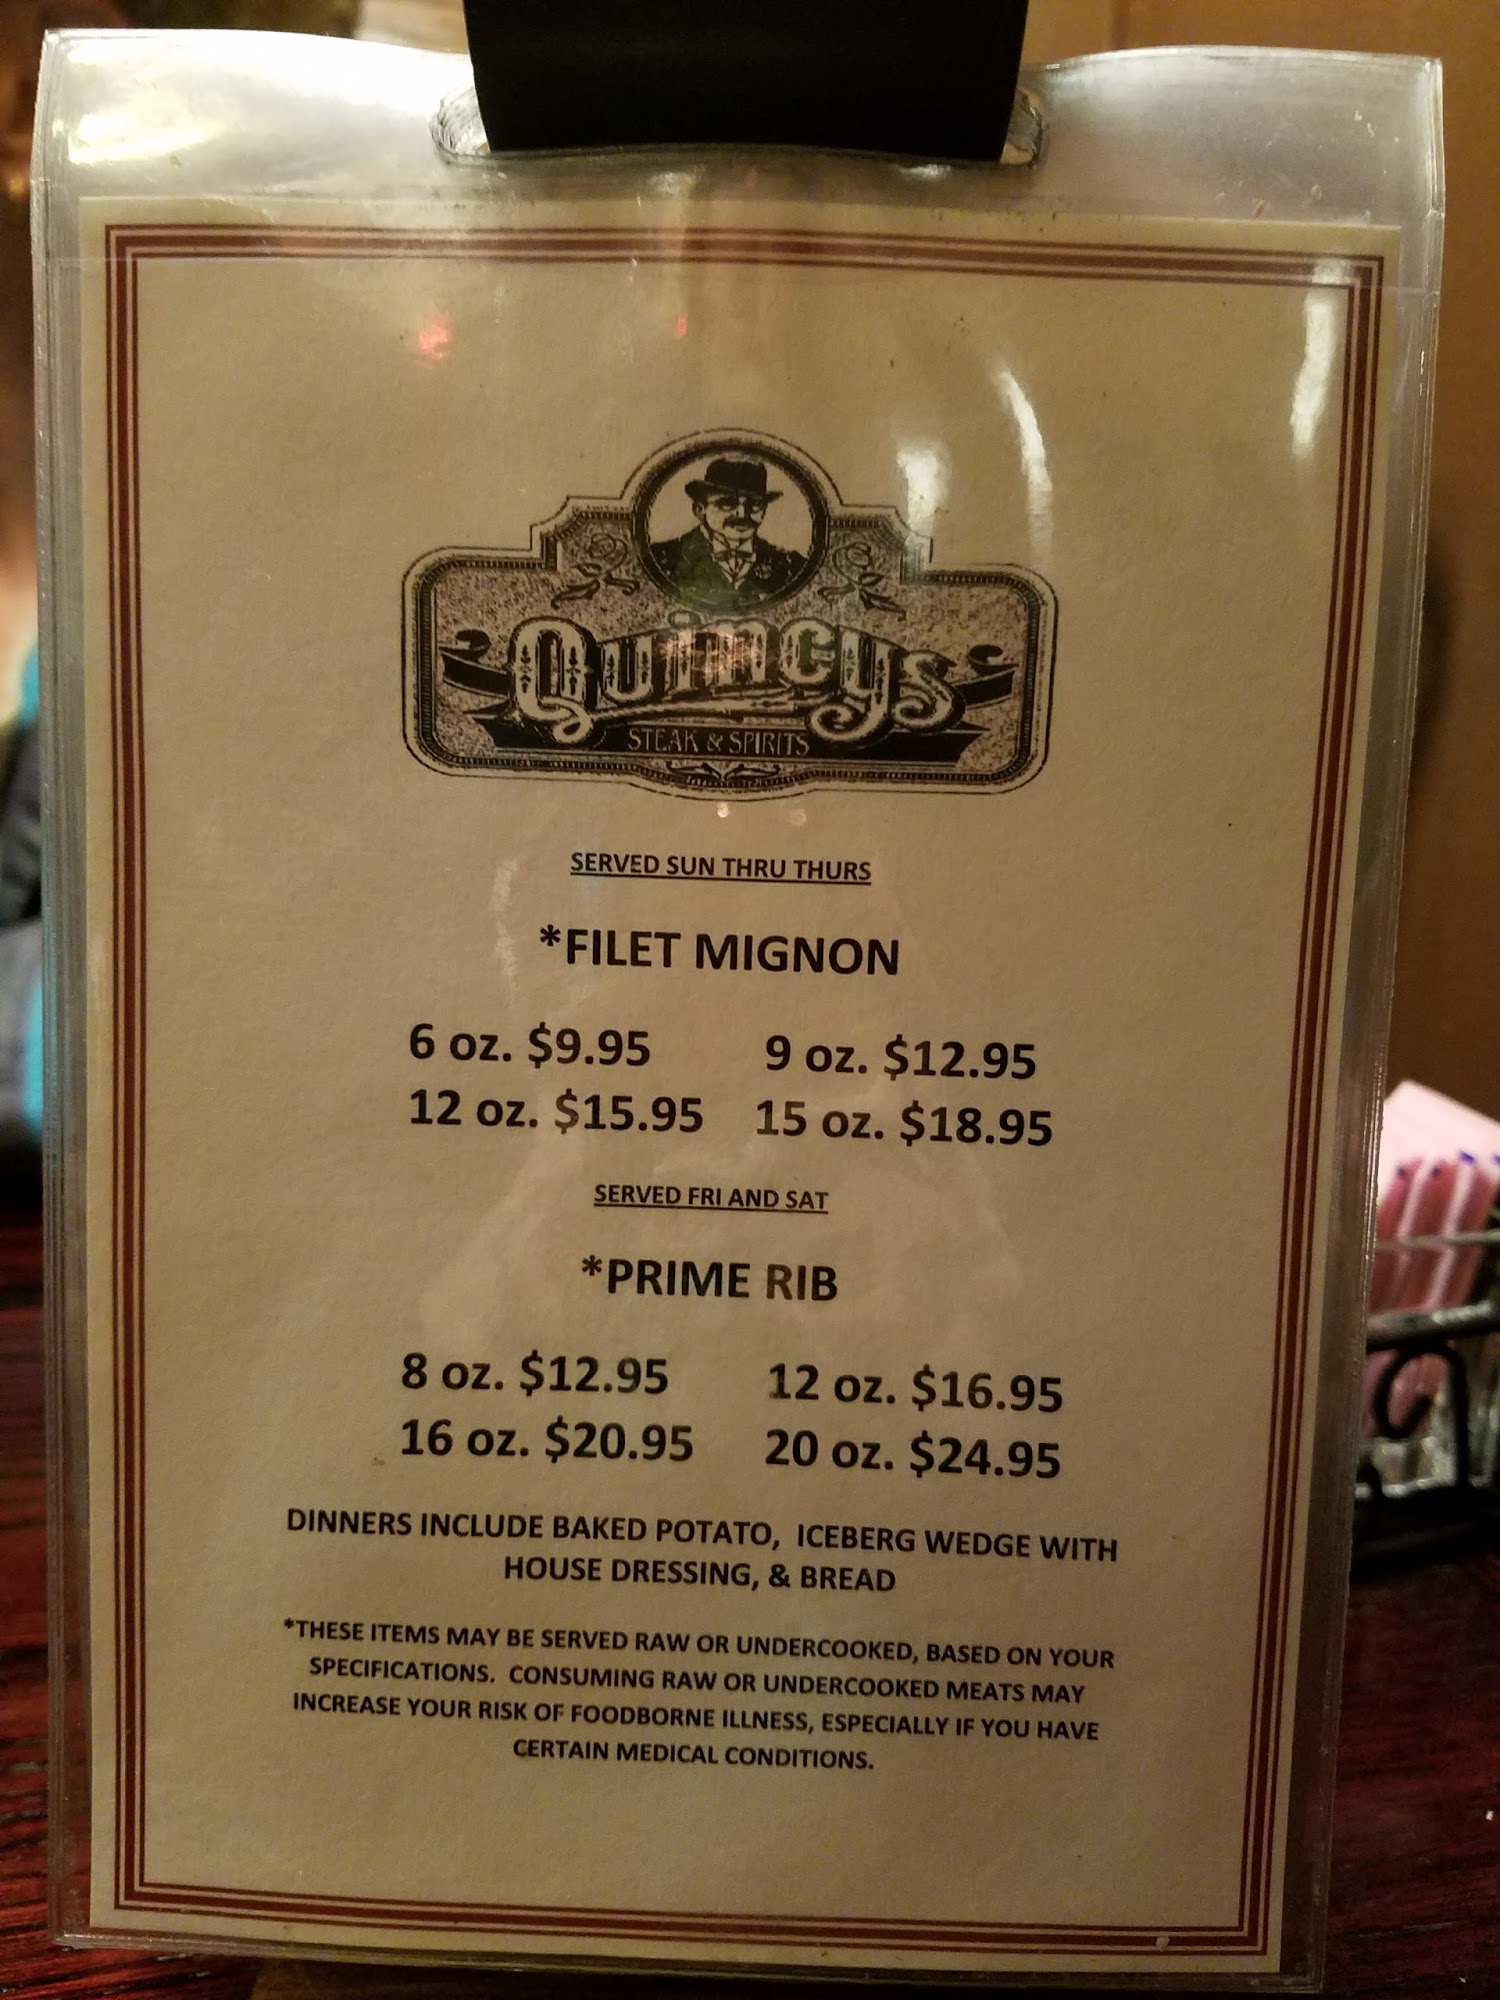 Quincys
STEAK & SPIRITS
SERVED SUN THRU THURS
*FILET MIGNON
6 oz. $9.95 9 oz. $12.95
12 oz. $15.95 15 oz. $18.95
SERVED FRI AND SAT
*PRIME RIB
8 oz. $12.95 12 oz. $16.95
16 oz. $20.95 20 oz. $24.95
DINNERS INCLUDE BAKED POTATO, ICEBERG WEDGE WITH
HOUSE DRESSING, & BREAD
*THESE ITEMS MAY BE SERVED RAW OR UNDERCOOKED, BASED ON YOUR
SPECIFICATIONS. CONSUMING RAW OR UNDERCOOKED MEATS MAY
INCREASE YOUR RISK OF FOODBORNE ILLNESS, ESPECIALLY IF YOU HAVE
CERTAIN MEDICAL CONDITIONS.